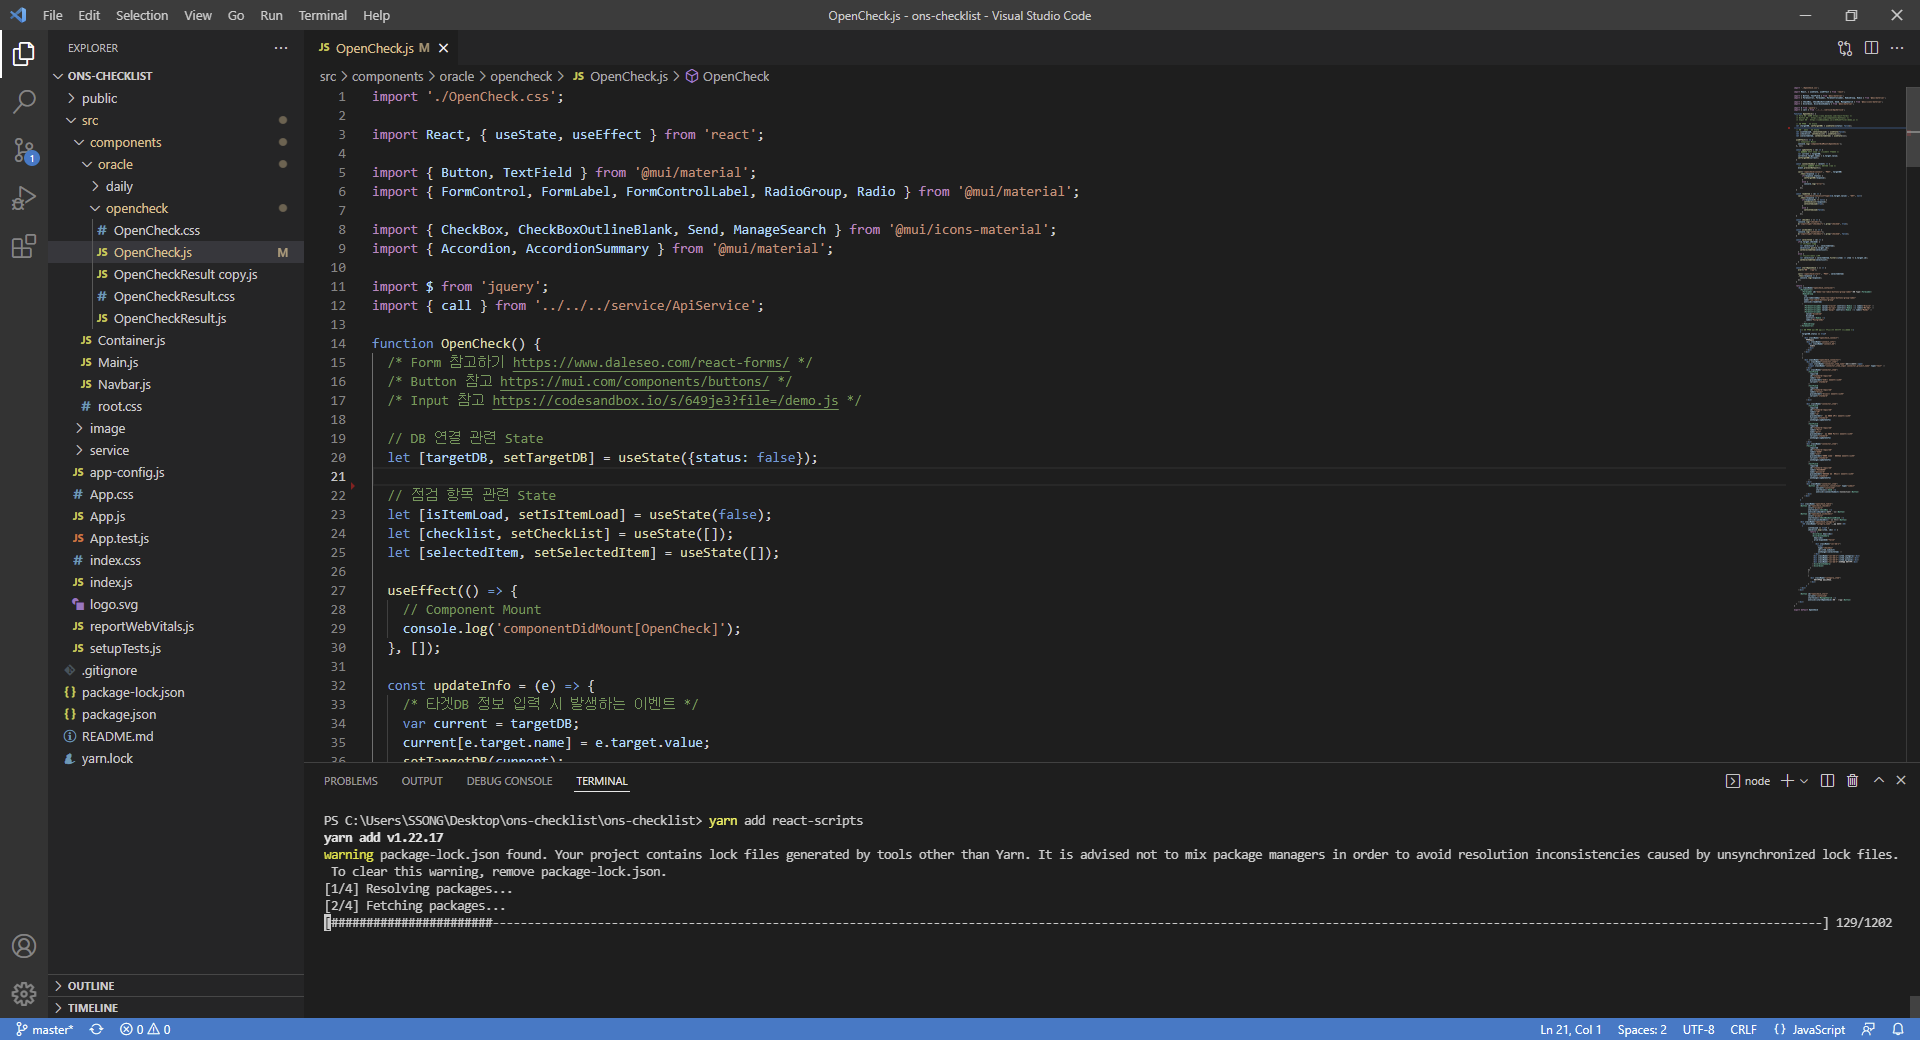 File Edit Selection View Go Run Terminal Help
OpenCheck.js - ons-checklist - Visual Studio Code
EXPLORER
ONS-CHECKLIST
public
src
components
oracle
daily
opencheck
# OpenCheck.css
JS OpenCheck.js M
JS OpenCheckResult copy.js
# OpenCheckResult.css
JS OpenCheckResult.js
JS Container.js
JS Main.js
JS Navbar.js
# root.css
image
service
JS app-config.js
# App.css
JS App.js
JS App.test.js
# index.css
JS index.js
logo.svg
JS reportWebVitals.js
JS setupTests.js
.gitignore
{} package-lock.json
{} package.json
README.md
yarn.lock
OUTLINE
TIMELINE
1
JS OpenCheck.js M
src > components > oracle > opencheck > JS OpenCheck.js > OpenCheck
1 import './OpenCheck.css';
2
3 import React, { useState, useEffect } from 'react';
4
5 import { Button, TextField } from '@mui/material';
6 import { FormControl, FormLabel, FormControlLabel, RadioGroup, Radio } from '@mui/material';
7
8 import { CheckBox, CheckBoxOutlineBlank, Send, ManageSearch } from '@mui/icons-material';
9 import { Accordion, AccordionSummary } from '@mui/material';
10
11 import $ from 'jquery';
12 import { call } from '../../../service/ApiService';
13
14 function OpenCheck() {
15 /* Form 참고하기 https://www.daleseo.com/react-forms/ */
16 /* Button 참고 https://mui.com/components/buttons/ */
17 /* Input 참고 https://codesandbox.io/s/649je3?file=/demo.js */
18
19 // DB 연결 관련 State
20 let [targetDB, setTargetDB] = useState({status: false});
21
22 // 점검 항목 관련 State
23 let [isItemLoad, setIsItemLoad] = useState(false);
24 let [checklist, setCheckList] = useState([]);
25 let [selectedItem, setSelectedItem] = useState([]);
26
27 useEffect(() => {
28 // Component Mount
29 console.log('componentDidMount[OpenCheck]');
30 }, []);
31
32 const updateInfo = (e) => {
33 /* 타겟DB 정보 입력 시 발생하는 이벤트 */
34 var current = targetDB;
35 current[e.target.name] = e.target.value;
36 setTargetDB(current);
PROBLEMS OUTPUT DEBUG CONSOLE TERMINAL
node
PS C:\Users\SSONG\Desktop\ons-checklist\ons-checklist> yarn add react-scripts
yarn add v1.22.17
warning package-lock.json found. Your project contains lock files generated by tools other than Yarn. It is advised not to mix package managers in order to avoid resolution inconsistencies caused by unsynchronized lock files.
To clear this warning, remove package-lock.json.
[1/4] Resolving packages...
[2/4] Fetching packages...
129/1202
master* 0 0
Ln 21, Col 1 Spaces: 2 UTF-8 CRLF {} JavaScript